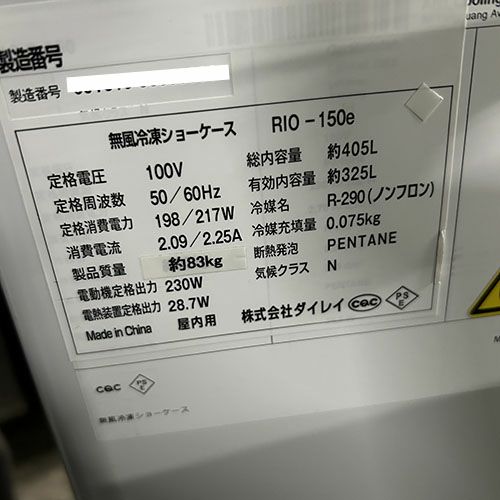 製造番号
製造番号
無風冷凍ショーケース RIO-150e
定格電圧 100V
定格周波数 50/60Hz
定格消費電力 198/217W
消費電流 2.09/2.25A
製品質量 約83kg
電動機定格出力 230W
電熱装置定格出力 28.7W
Made in China 屋内用
総内容量 約405L
有効内容量 約325L
冷媒名 R-290(ノンフロン)
冷媒充填量 0.075kg
断熱発泡 PENTANE
気候クラス N
株式会社ダイレイ CQC PSE
CQC PSE
無風冷凍ショーケース